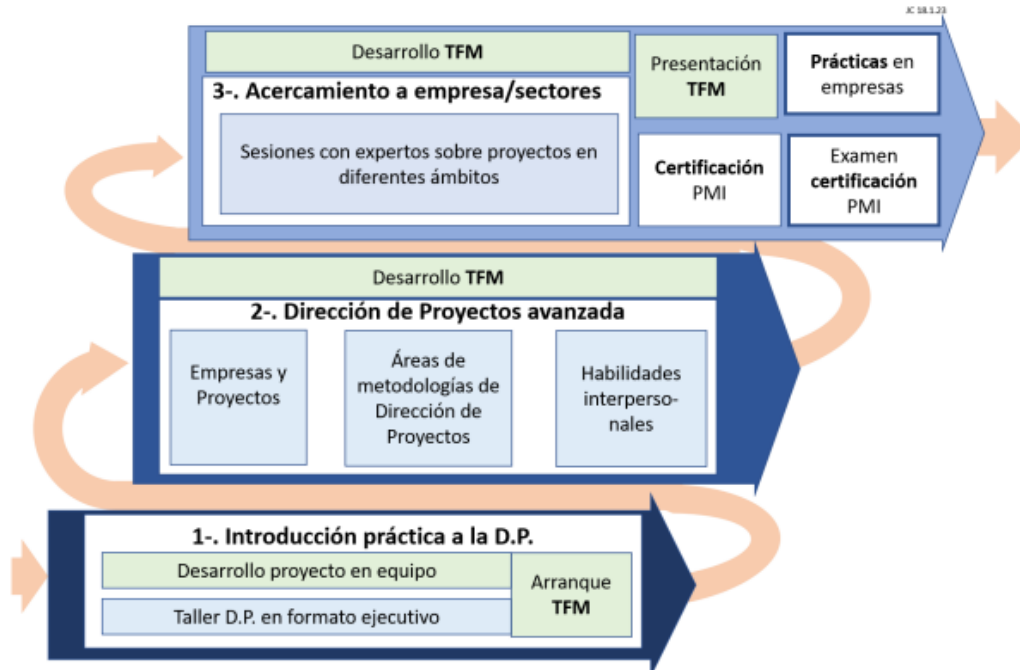 JC 18.1.23
Desarrollo TFM
3-. Acercamiento a empresa/sectores
Sesiones con expertos sobre proyectos en
diferentes ámbitos
Presentación
TFM
Prácticas en
empresas
Certificación
PMI
Examen
certificación
PMI
Desarrollo TFM
2-. Dirección de Proyectos avanzada
Empresas y
Proyectos
Áreas de
metodologías de
Dirección de
Proyectos
Habilidades
interperso-
nales
1-. Introducción práctica a la D.P.
Desarrollo proyecto en equipo
Taller D.P. en formato ejecutivo
Arranque
TFM